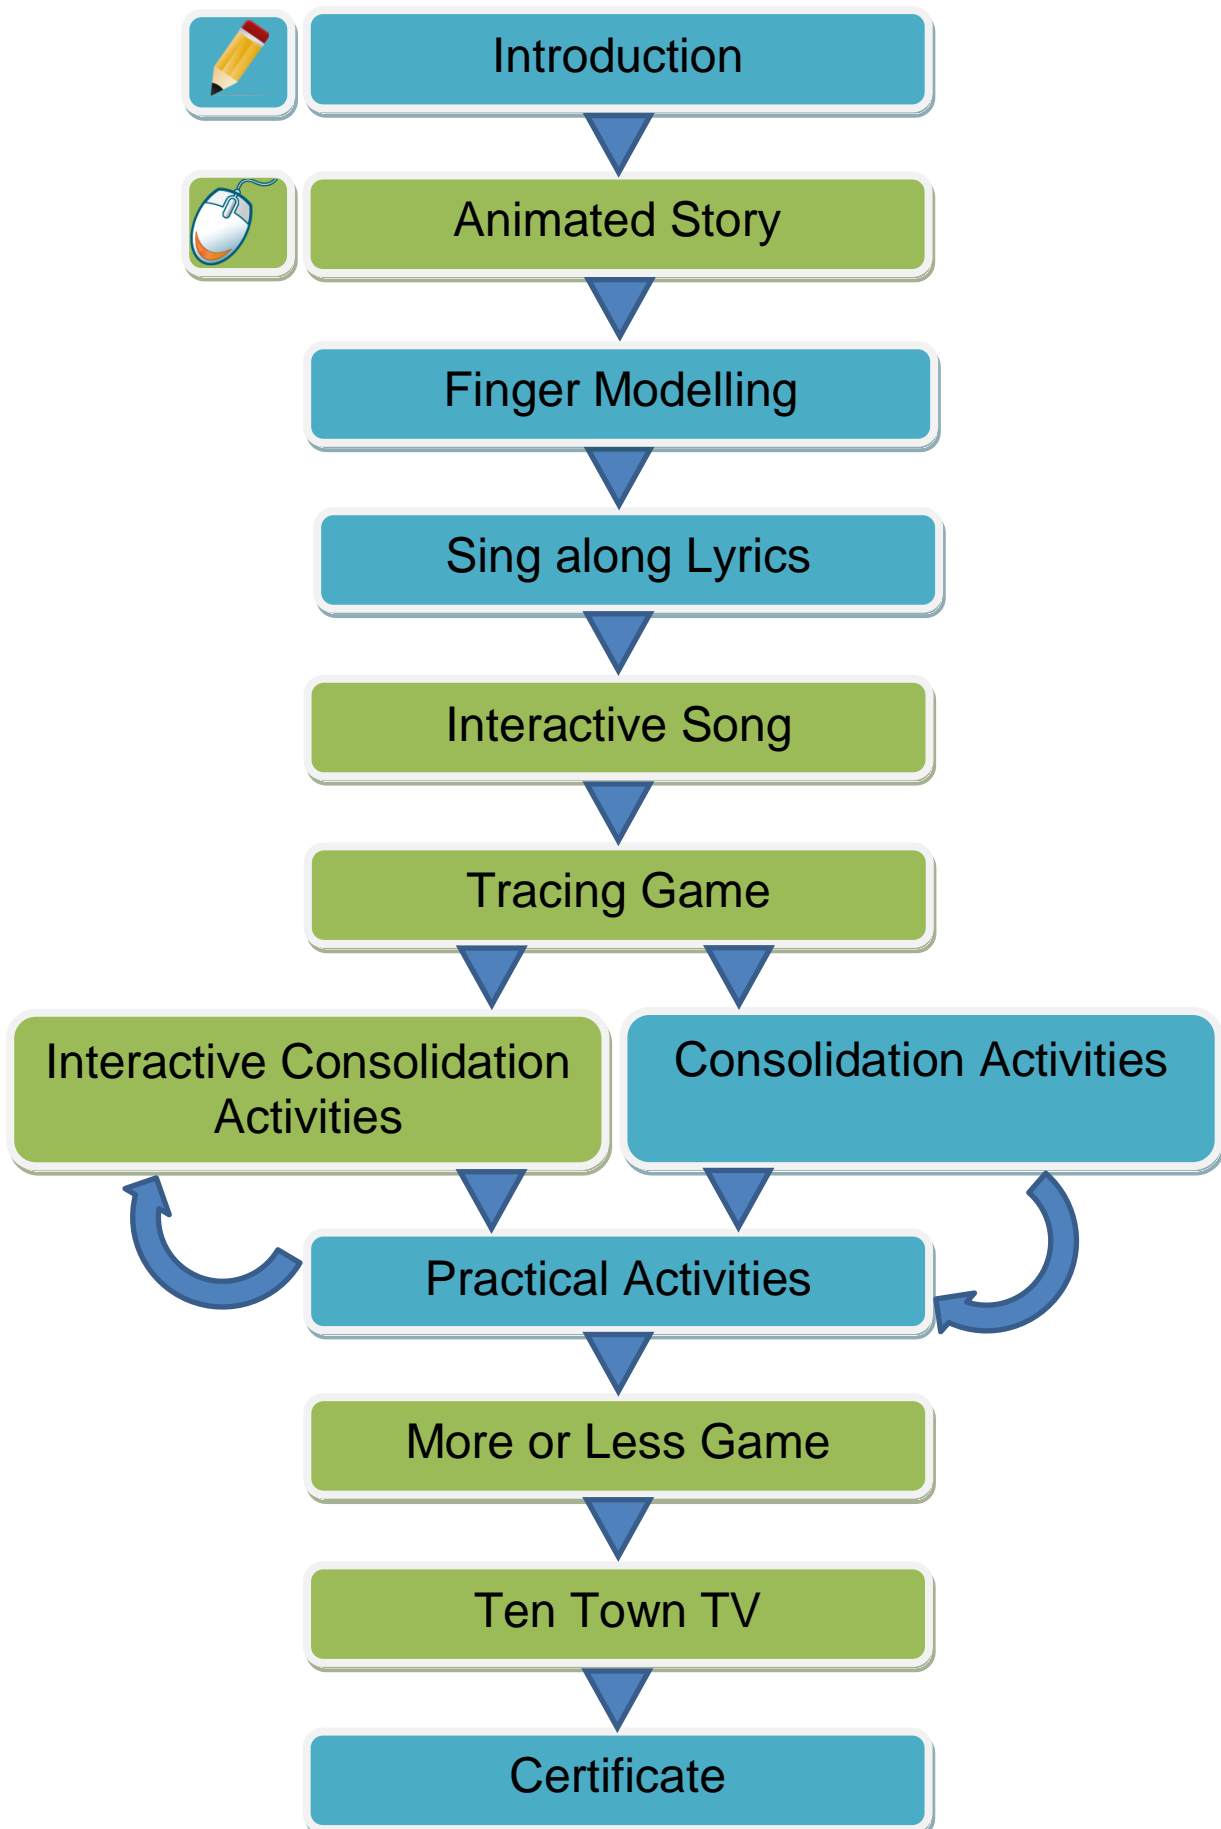 Introduction
Animated Story
Finger Modelling
Sing along Lyrics
Interactive Song
Tracing Game
Interactive Consolidation
Activities
Consolidation Activities
Practical Activities
More or Less Game
Ten Town TV
Certificate